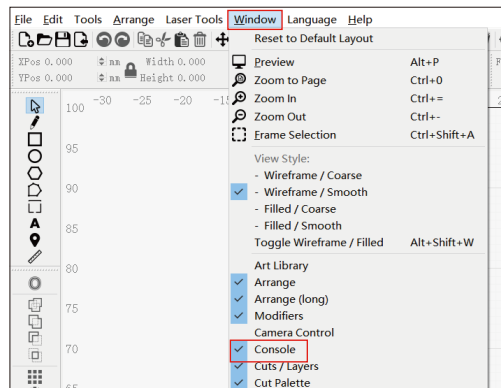 File Edit Tools Arrange Laser Tools Window Language Help
Reset to Default Layout
XPos 0.000 mm Width 0.000
YPos 0.000 mm Height 0.000
Preview Alt+P
Zoom to Page Ctrl+0
Zoom In Ctrl+=
Zoom Out Ctrl+-
Frame Selection Ctrl+Shift+A
View Style:
- Wireframe / Coarse
- Wireframe / Smooth
- Filled / Coarse
- Filled / Smooth
Toggle Wireframe / Filled Alt+Shift+W
Art Library
Arrange
Arrange (long)
Modifiers
Camera Control
Console
Cuts / Layers
Cut Palette
-30 -25 -20
100
95
90
85
80
75
70
65